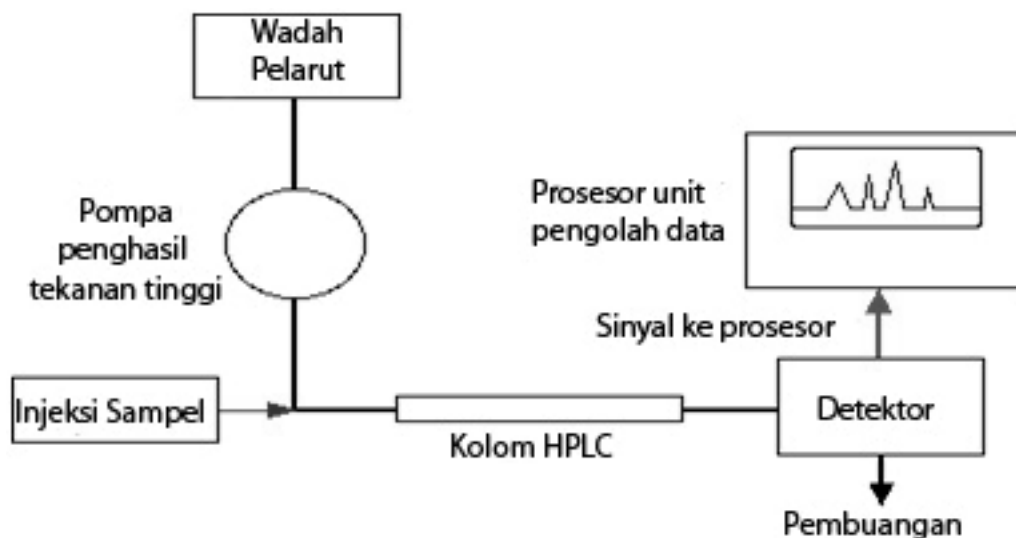 Wadah
Pelarut
Pompa
penghasil
tekanan tinggi
Prosesor unit
pengolah data
Sinyal ke prosesor
Injeksi Sampel
Kolom HPLC
Detektor
Pembuangan